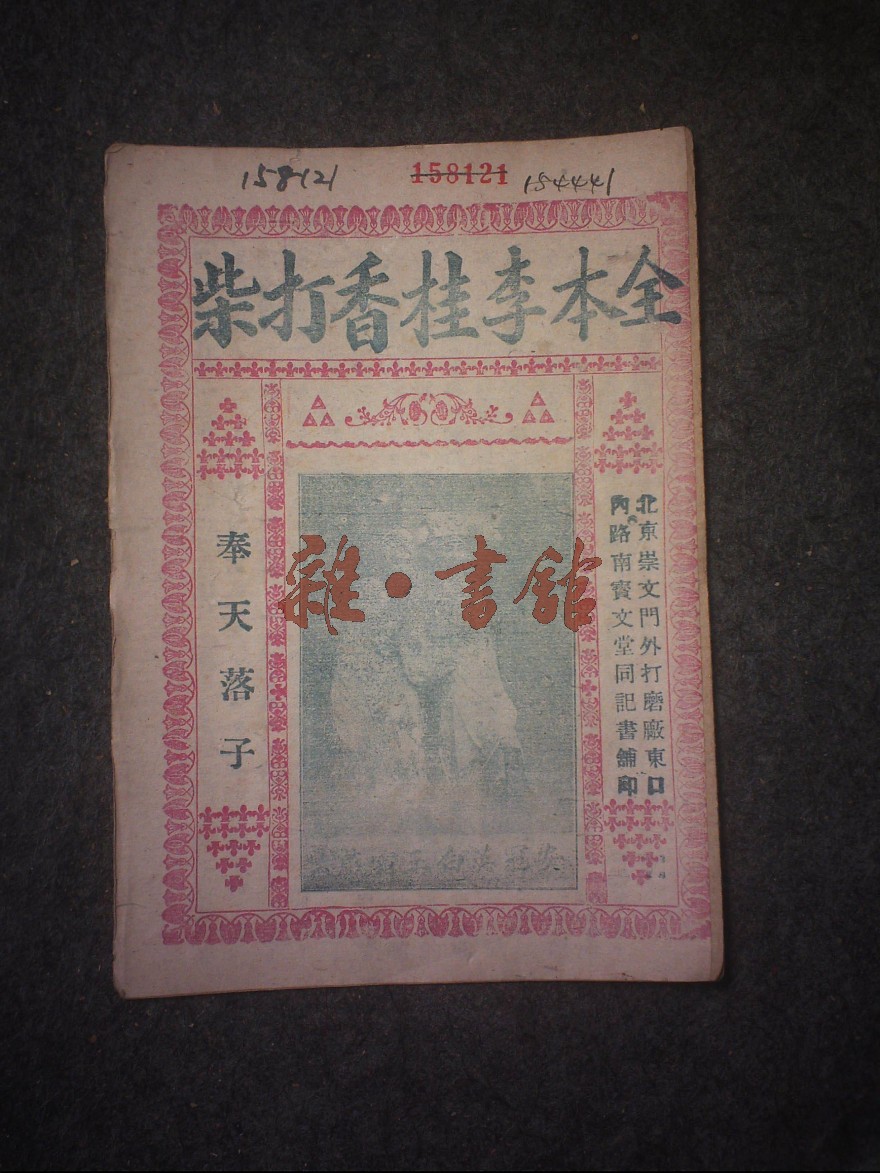 158121 158121 154441
全本李桂香打柴
北京崇文門外打磨廠東口
內路南寶文堂同記書舖印
奉天落子
雜·書館